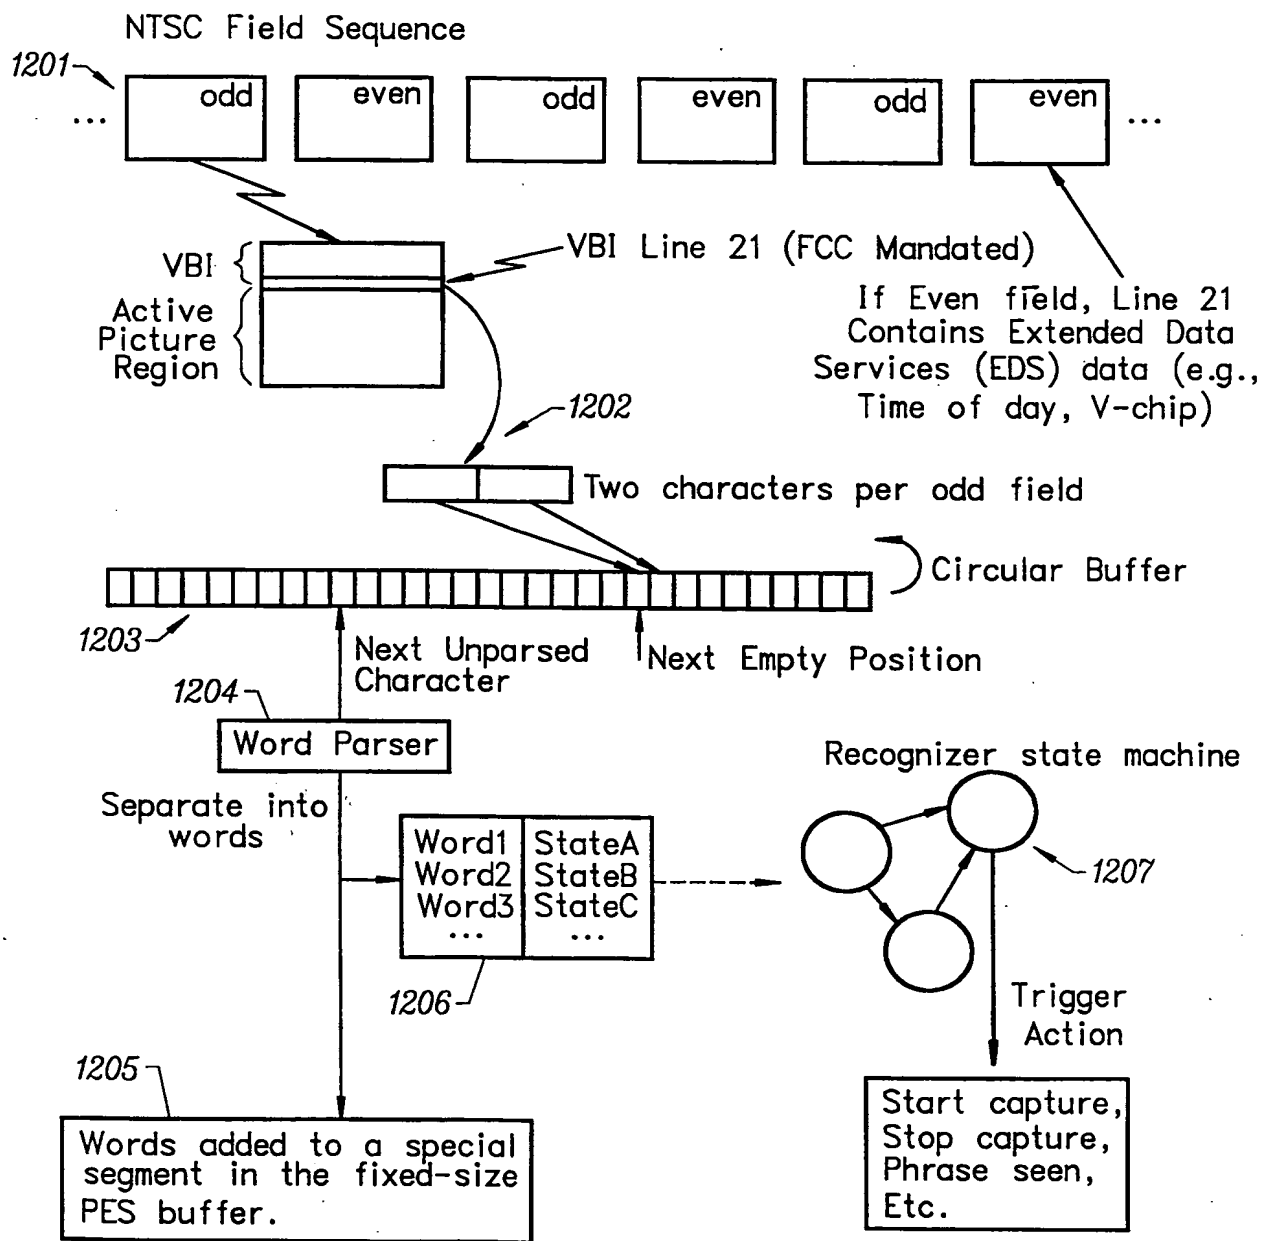 NTSC Field Sequence
1201
... odd even odd even odd even ...
VBI
VBI Line 21 (FCC Mandated)
Active
Picture
Region
If Even field, Line 21
Contains Extended Data
Services (EDS) data (e.g.,
Time of day, V-chip)
1202
Two characters per odd field
Circular Buffer
1203
Next Unparsed
Character
Next Empty Position
1204
Word Parser
Separate into
words
Word1 StateA
Word2 StateB
Word3 StateC
... ...
1206
Recognizer state machine
1207
Trigger
Action
1205
Words added to a special
segment in the fixed-size
PES buffer.
Start capture,
Stop capture,
Phrase seen,
Etc.